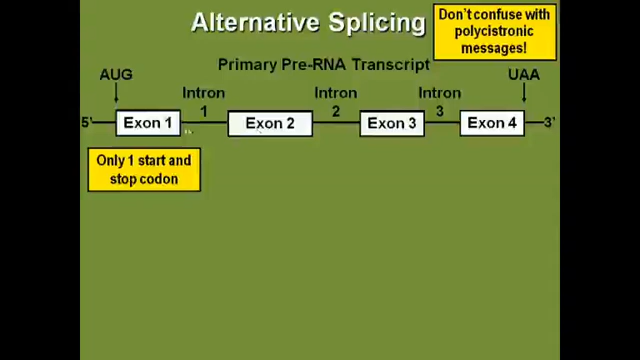 Alternative Splicing
Don't confuse with
polycistronic
messages!
Primary Pre-RNA Transcript
AUG
UAA
Intron
1
Intron
2
Intron
3
5'
Exon 1
Exon 2
Exon 3
Exon 4
3'
Only 1 start and
stop codon